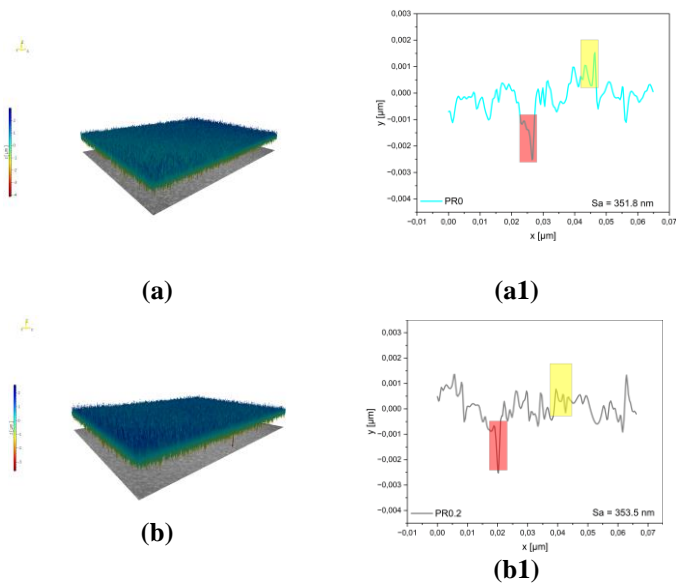 0,003
0,002
0,001
0,000
−0,001
−0,002
−0,003
−0,004
y [µm]
PR0
Sa = 351.8 nm
−0,01 0,00 0,01 0,02 0,03 0,04 0,05 0,06 0,07
x [µm]
(a)
(a1)
0,003
0,002
0,001
0,000
−0,001
−0,002
−0,003
−0,004
y [µm]
PR0.2
Sa = 353.5 nm
−0,01 0,00 0,01 0,02 0,03 0,04 0,05 0,06 0,07
x [µm]
(b)
(b1)